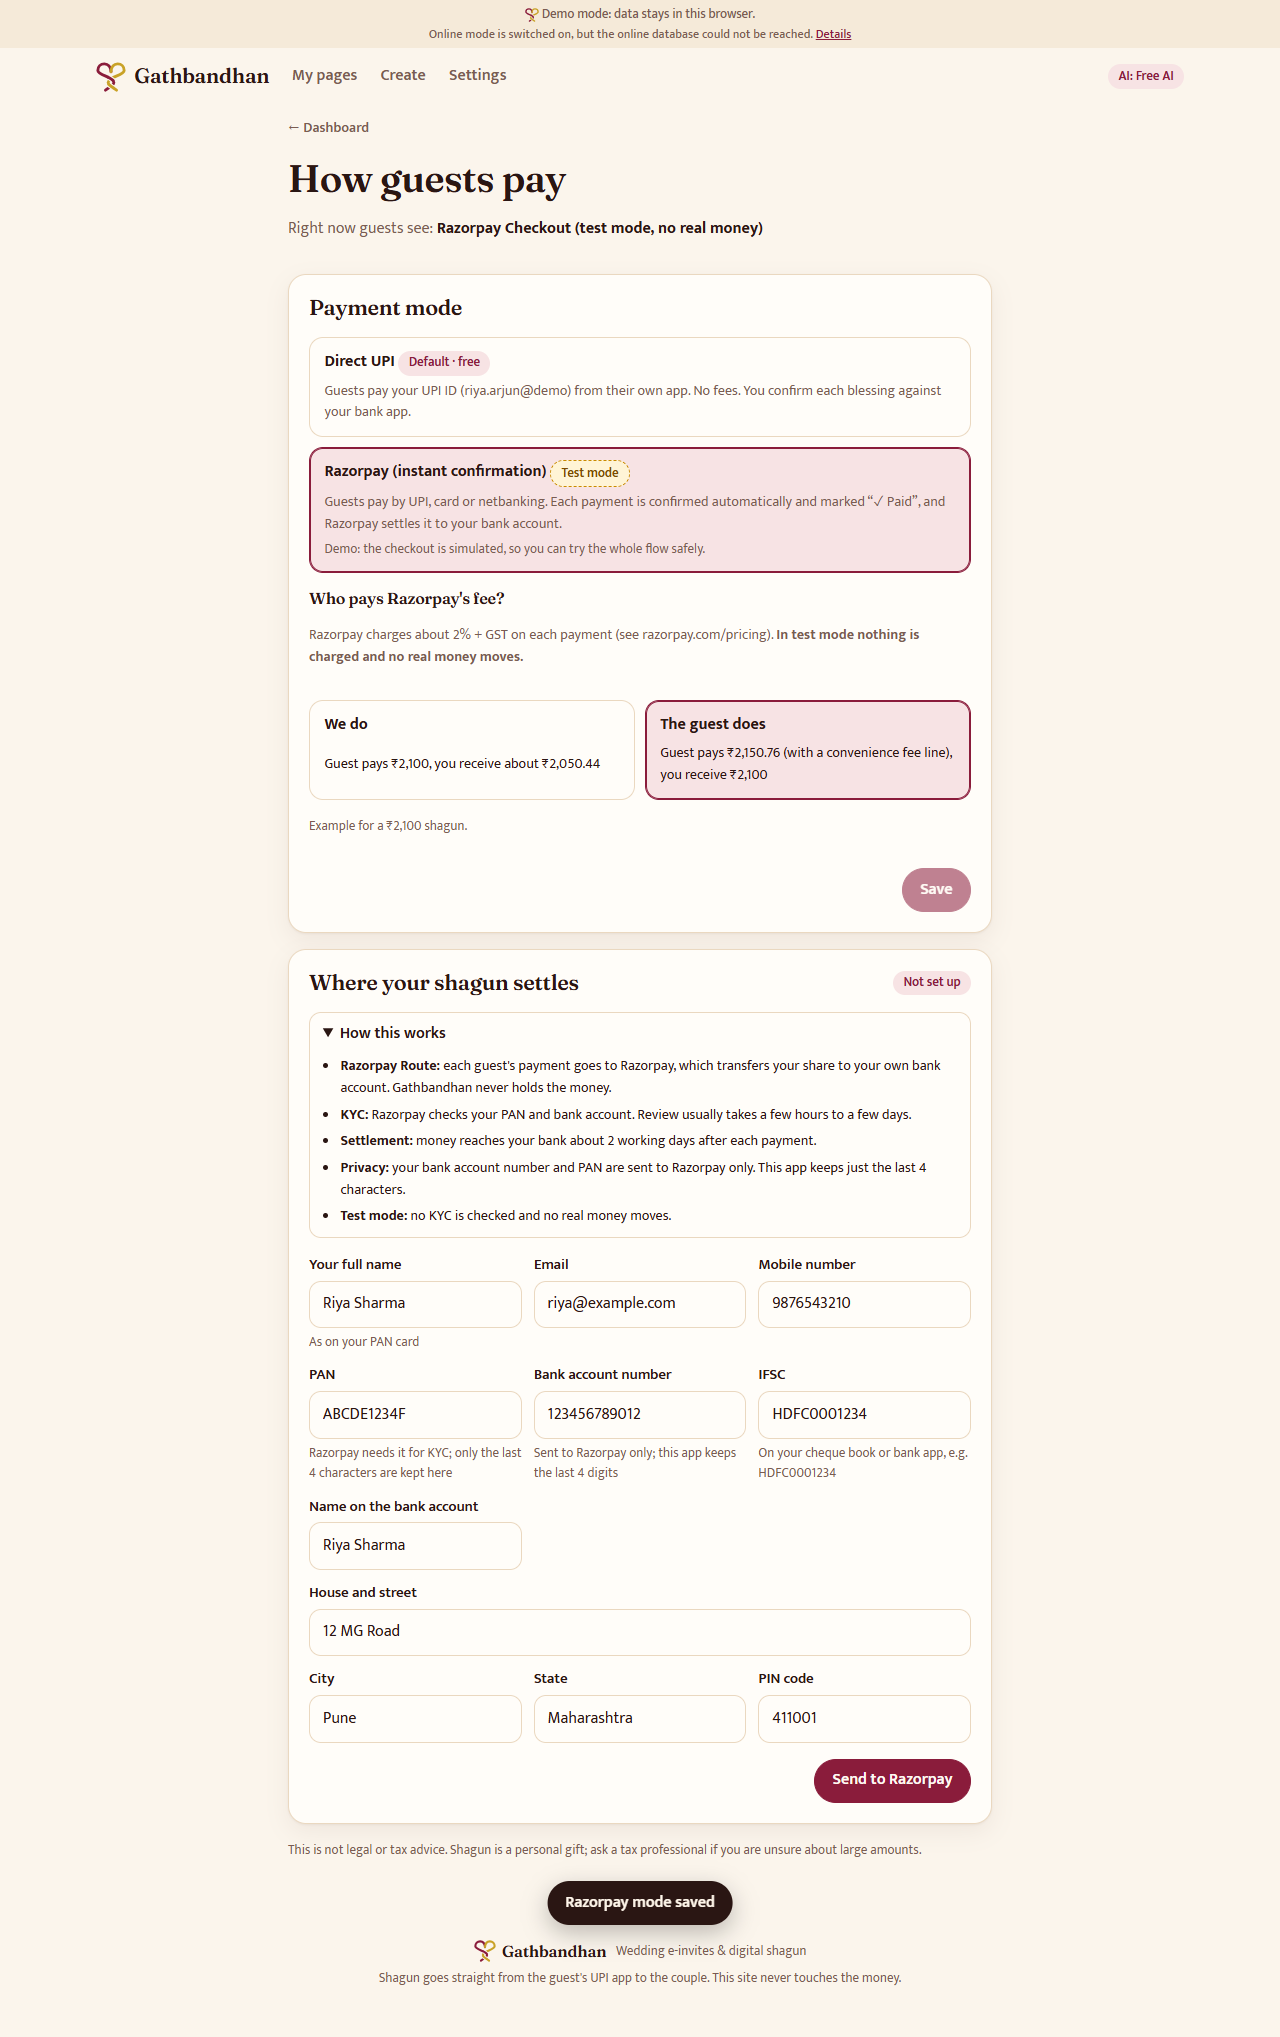 Demo mode: data stays in this browser.
Online mode is switched on, but the online database could not be reached. Details
Gathbandhan
My pages
Create
Settings
AI: Free AI
← Dashboard
How guests pay
Right now guests see: Razorpay Checkout (test mode, no real money)
Payment mode
Direct UPI Default · free
Guests pay your UPI ID (riya.arjun@demo) from their own app. No fees. You confirm each blessing against
your bank app.
Razorpay (instant confirmation) Test mode
Guests pay by UPI, card or netbanking. Each payment is confirmed automatically and marked “✓ Paid”, and
Razorpay settles it to your bank account.
Demo: the checkout is simulated, so you can try the whole flow safely.
Who pays Razorpay's fee?
Razorpay charges about 2% + GST on each payment (see razorpay.com/pricing). In test mode nothing is
charged and no real money moves.
We do
Guest pays ₹2,100, you receive about ₹2,050.44
The guest does
Guest pays ₹2,150.76 (with a convenience fee line),
you receive ₹2,100
Example for a ₹2,100 shagun.
Save
Where your shagun settles
Not set up
▼ How this works
• Razorpay Route: each guest's payment goes to Razorpay, which transfers your share to your own bank
account. Gathbandhan never holds the money.
• KYC: Razorpay checks your PAN and bank account. Review usually takes a few hours to a few days.
• Settlement: money reaches your bank about 2 working days after each payment.
• Privacy: your bank account number and PAN are sent to Razorpay only. This app keeps just the last 4
characters.
• Test mode: no KYC is checked and no real money moves.
Your full name
Riya Sharma
As on your PAN card
Email
riya@example.com
Mobile number
9876543210
PAN
ABCDE1234F
Razorpay needs it for KYC; only the last
4 characters are kept here
Bank account number
123456789012
Sent to Razorpay only; this app keeps
the last 4 digits
IFSC
HDFC0001234
On your cheque book or bank app, e.g.
HDFC0001234
Name on the bank account
Riya Sharma
House and street
12 MG Road
City
Pune
State
Maharashtra
PIN code
411001
Send to Razorpay
This is not legal or tax advice. Shagun is a personal gift; ask a tax professional if you are unsure about large amounts.
Razorpay mode saved
Gathbandhan Wedding e-invites & digital shagun
Shagun goes straight from the guest's UPI app to the couple. This site never touches the money.